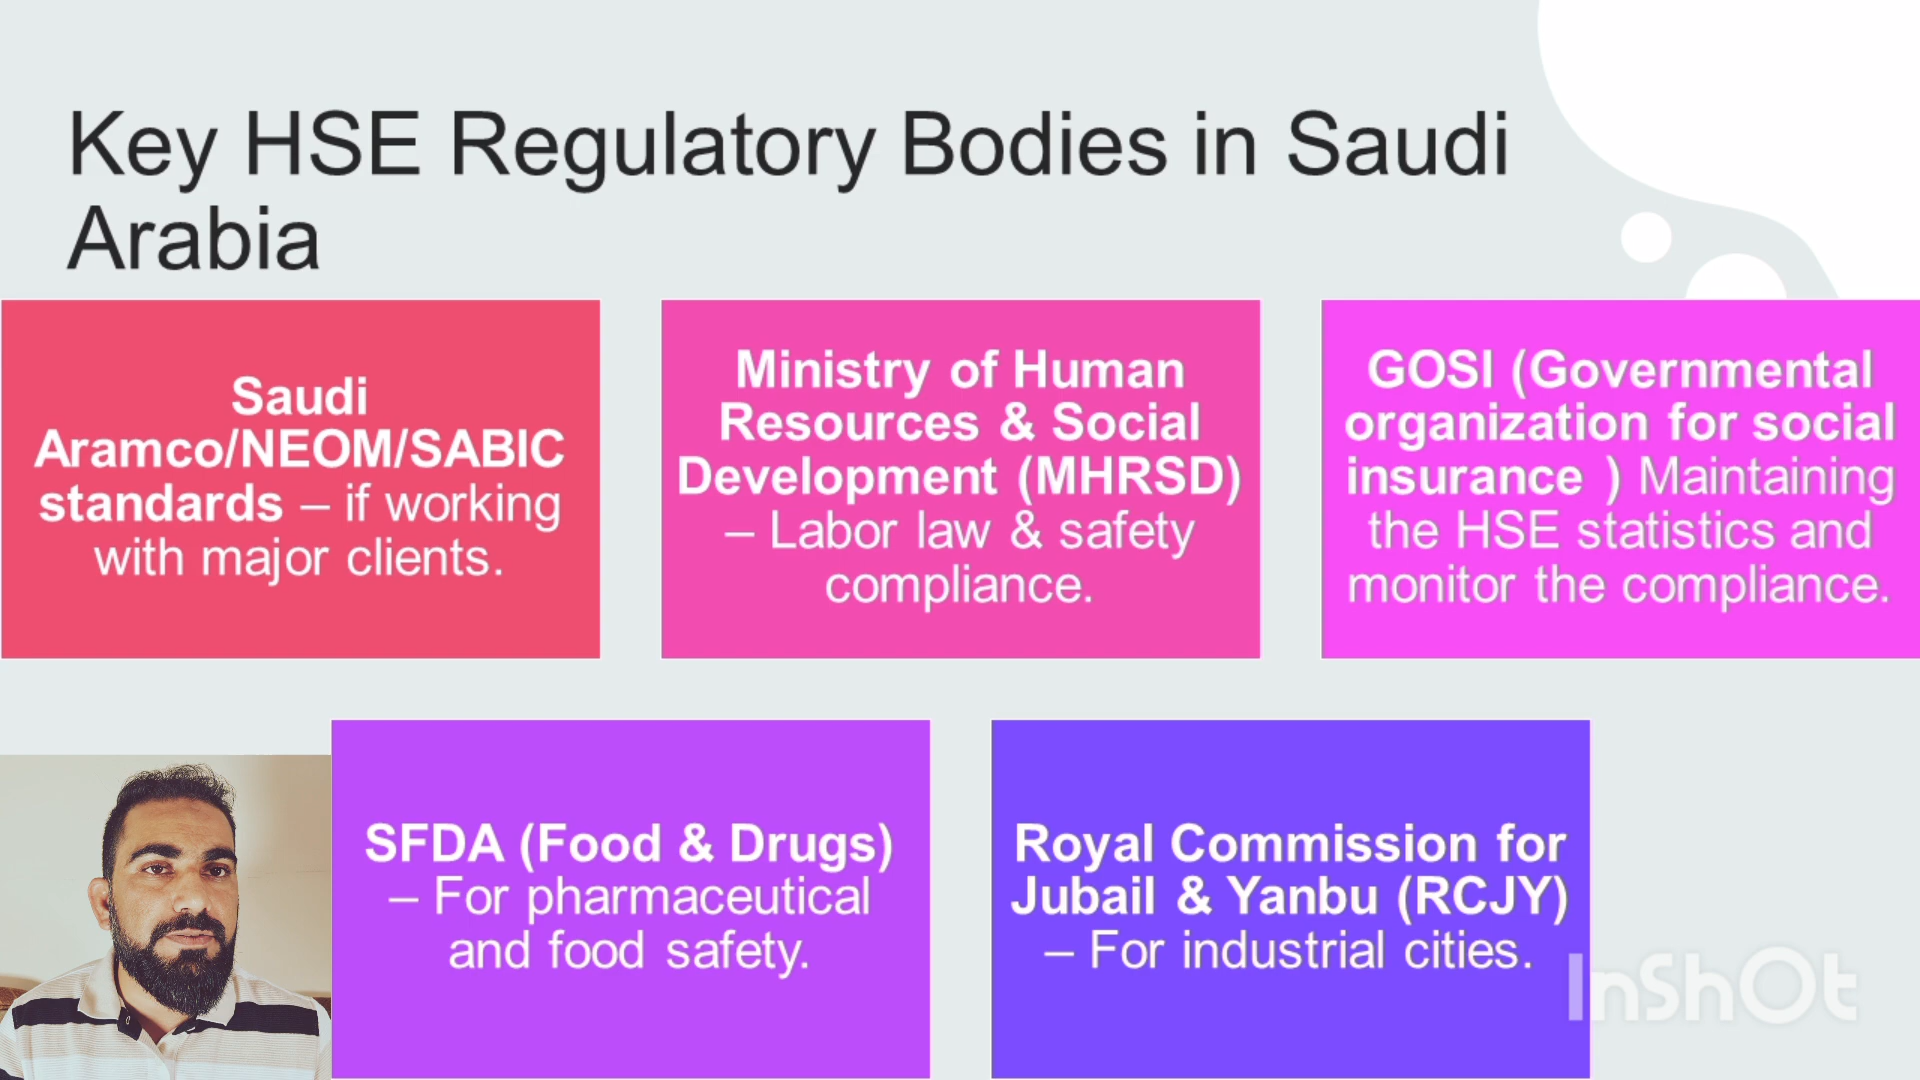 Key HSE Regulatory Bodies in Saudi
Arabia
Saudi
Aramco/NEOM/SABIC
standards – if working
with major clients.
Ministry of Human
Resources & Social
Development (MHRSD)
– Labor law & safety
compliance.
GOSI (Governmental
organization for social
insurance ) Maintaining
the HSE statistics and
monitor the compliance.
SFDA (Food & Drugs)
– For pharmaceutical
and food safety.
Royal Commission for
Jubail & Yanbu (RCJY)
– For industrial cities.
InShOt